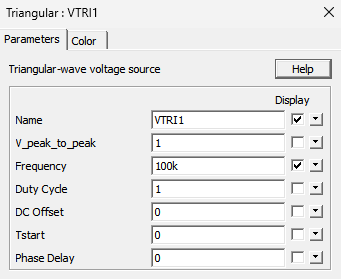 Triangular : VTRI1
Parameters Color
Triangular-wave voltage source Help
Display
Name VTRI1
V_peak_to_peak 1
Frequency 100k
Duty Cycle 1
DC Offset 0
Tstart 0
Phase Delay 0